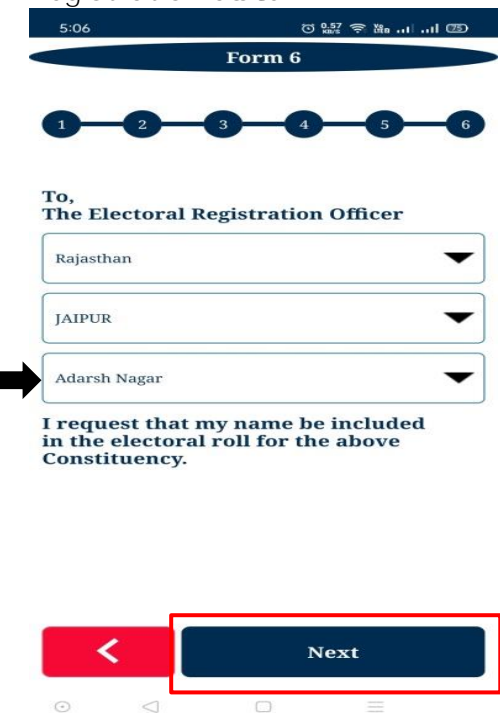 5:06
0.57 KB/S
75
Form 6
1 2 3 4 5 6
To,
The Electoral Registration Officer
Rajasthan
JAIPUR
Adarsh Nagar
I request that my name be included
in the electoral roll for the above
Constituency.
Next